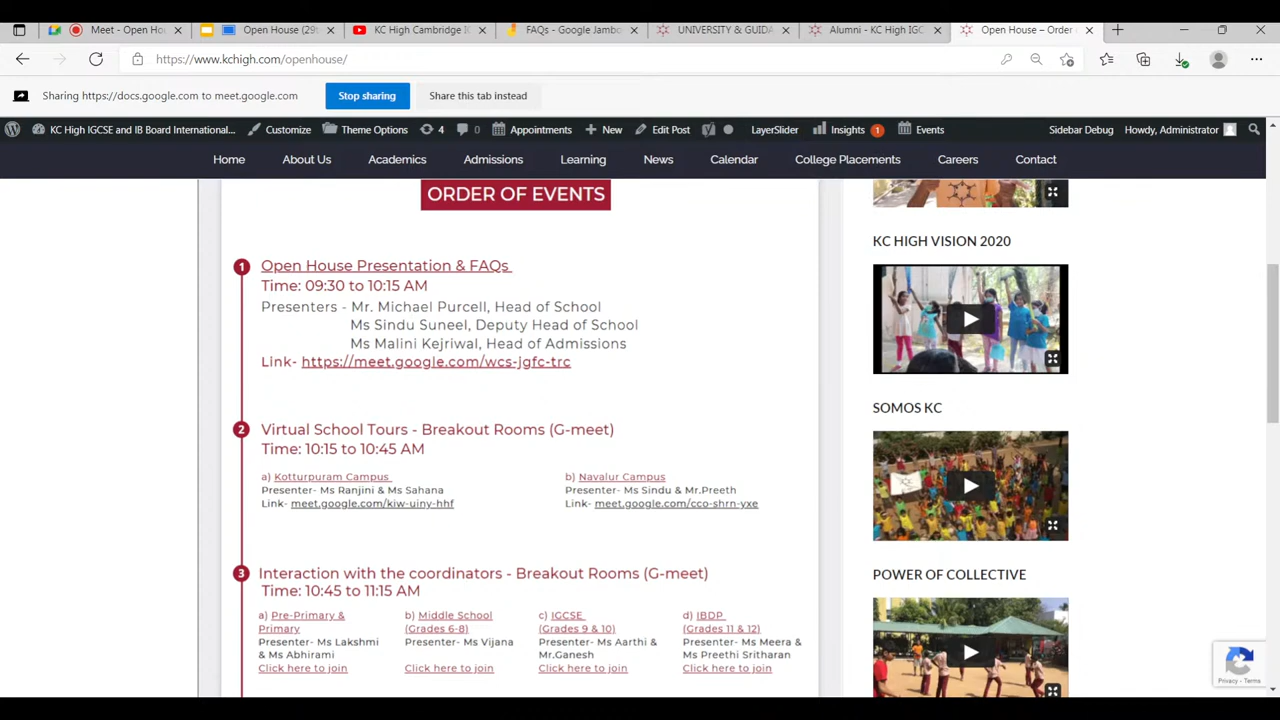 Meet - Open Hou
Open House (29t
KC High Cambridge IG
FAQs - Google Jambo
UNIVERSITY & GUIDA
Alumni - KC High IGC
Open House – Order
https://www.kchigh.com/openhouse/
Sharing https://docs.google.com to meet.google.com
Stop sharing
Share this tab instead
KC High IGCSE and IB Board International...
Customize
Theme Options
4
0
Appointments
New
Edit Post
LayerSlider
Insights 1
Events
Sidebar Debug
Howdy, Administrator
Home
About Us
Academics
Admissions
Learning
News
Calendar
College Placements
Careers
Contact
ORDER OF EVENTS
1
Open House Presentation & FAQs
Time: 09:30 to 10:15 AM
Presenters - Mr. Michael Purcell, Head of School
Ms Sindu Suneel, Deputy Head of School
Ms Malini Kejriwal, Head of Admissions
Link- https://meet.google.com/wcs-jgfc-trc
2
Virtual School Tours - Breakout Rooms (G-meet)
Time: 10:15 to 10:45 AM
a) Kotturpuram Campus
Presenter- Ms Ranjini & Ms Sahana
Link- meet.google.com/kiw-uiny-hhf
b) Navalur Campus
Presenter- Ms Sindu & Mr.Preeth
Link- meet.google.com/cco-shrn-yxe
3
Interaction with the coordinators - Breakout Rooms (G-meet)
Time: 10:45 to 11:15 AM
a) Pre-Primary &
Primary
Presenter- Ms Lakshmi
& Ms Abhirami
Click here to join
b) Middle School
(Grades 6-8)
Presenter- Ms Vijana
Click here to join
c) IGCSE
(Grades 9 & 10)
Presenter- Ms Aarthi &
Mr.Ganesh
Click here to join
d) IBDP
(Grades 11 & 12)
Presenter- Ms Meera &
Ms Preethi Sritharan
Click here to join
KC HIGH VISION 2020
SOMOS KC
POWER OF COLLECTIVE
Privacy - Terms